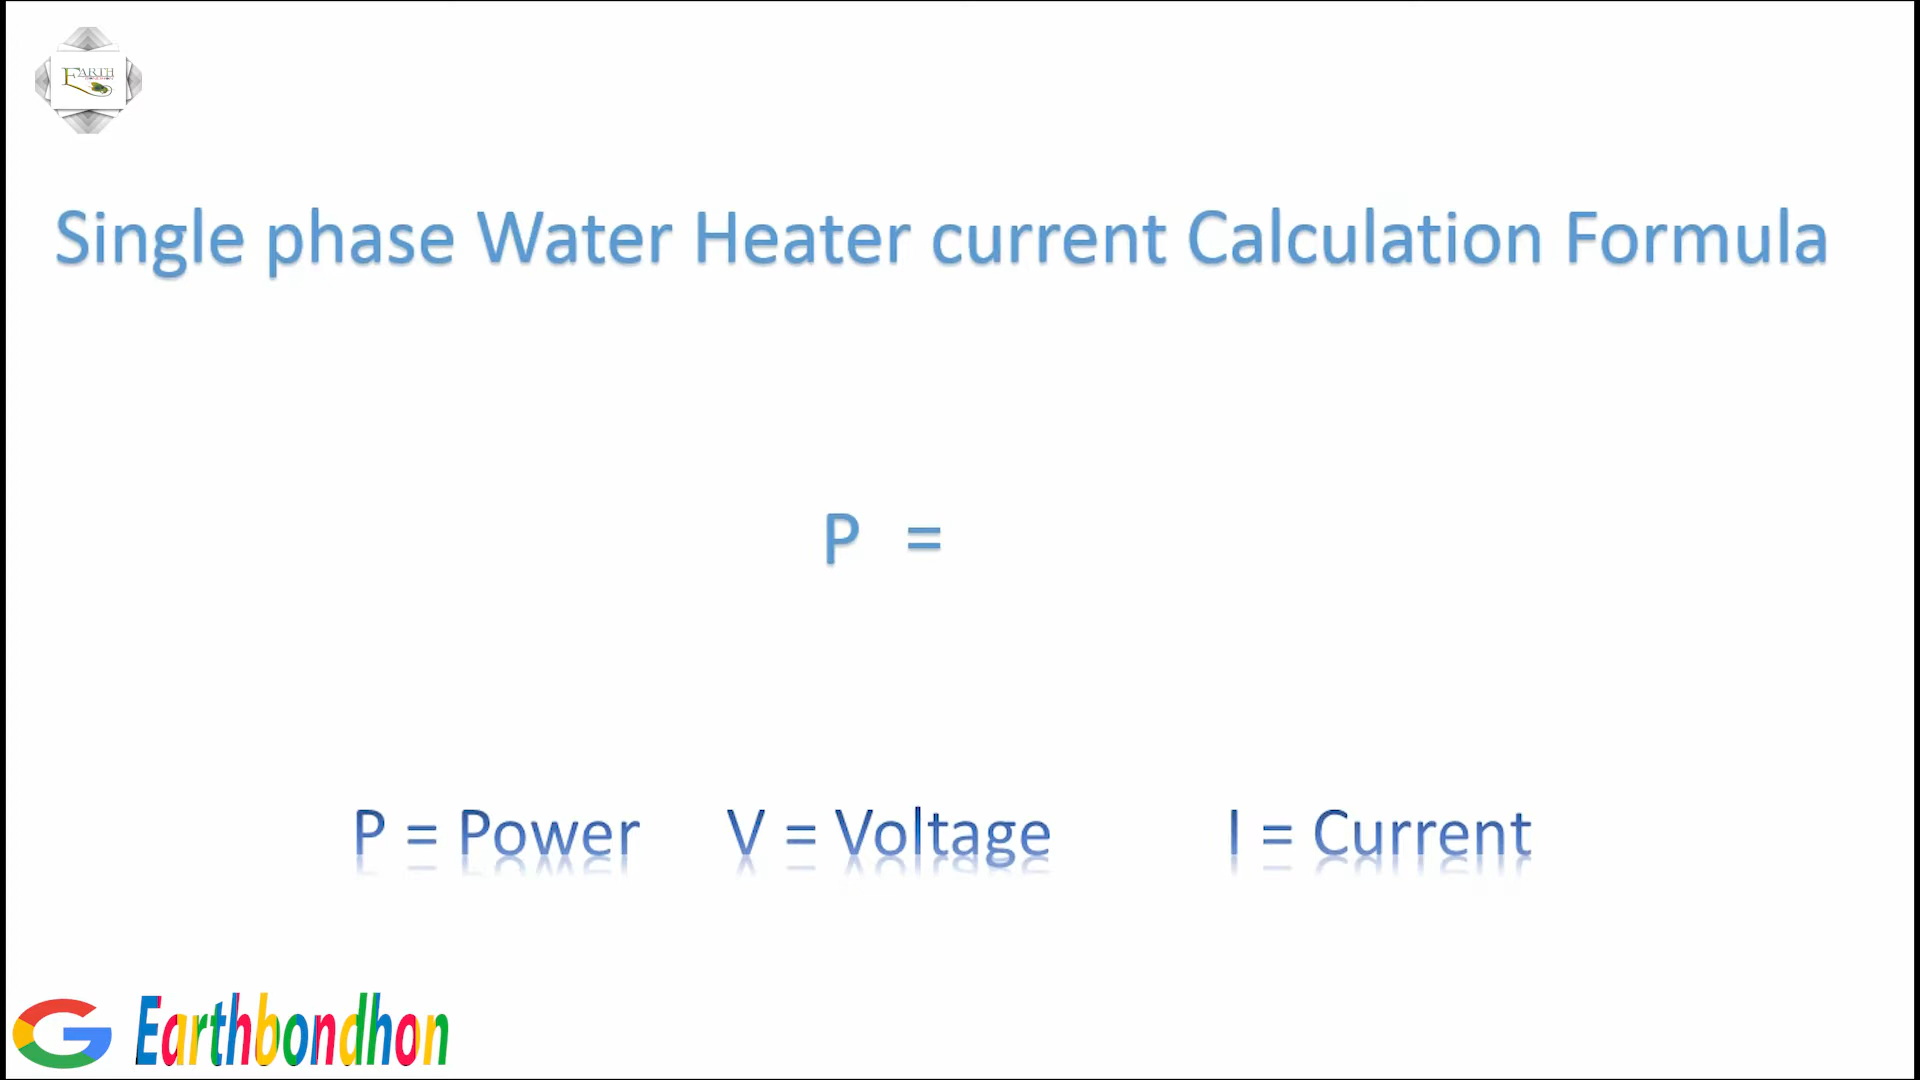 EARTH
Single phase Water Heater current Calculation Formula
P =
P = Power V = Voltage I = Current
G Earthbondhon